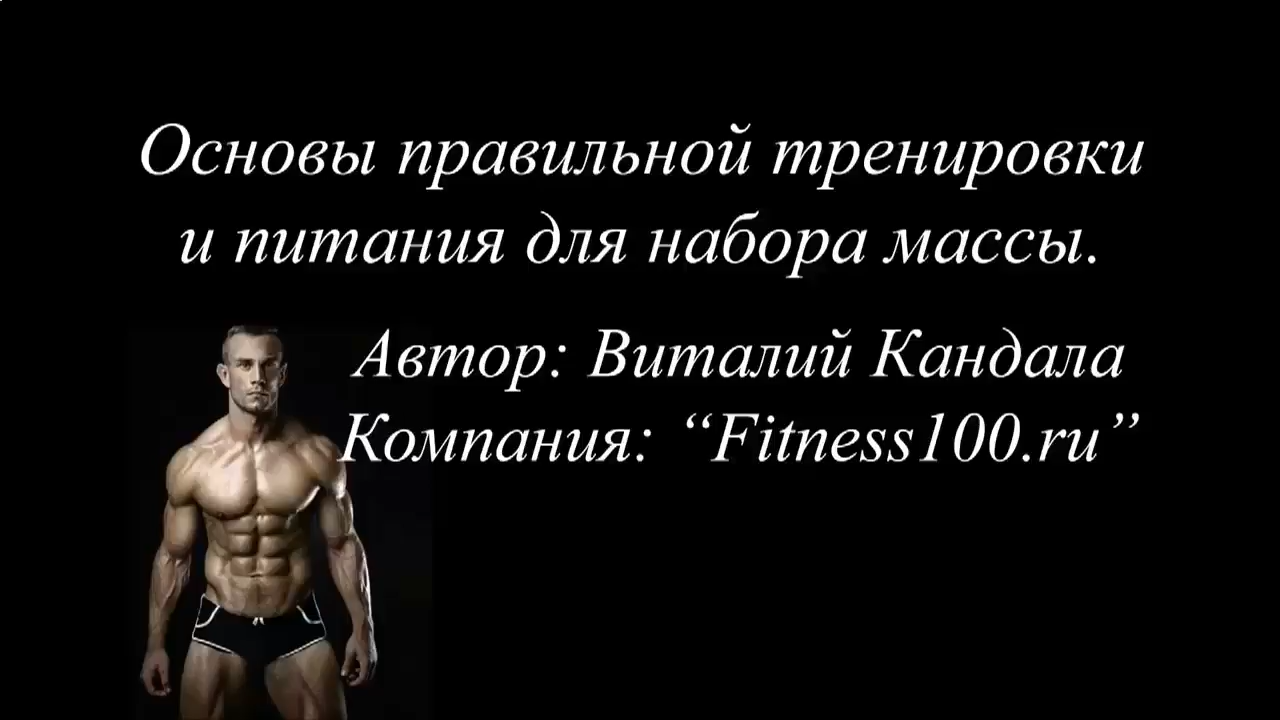 Основы правильной тренировки
и питания для набора массы.
Автор: Виталий Кандала
Компания: “Fitness100.ru”